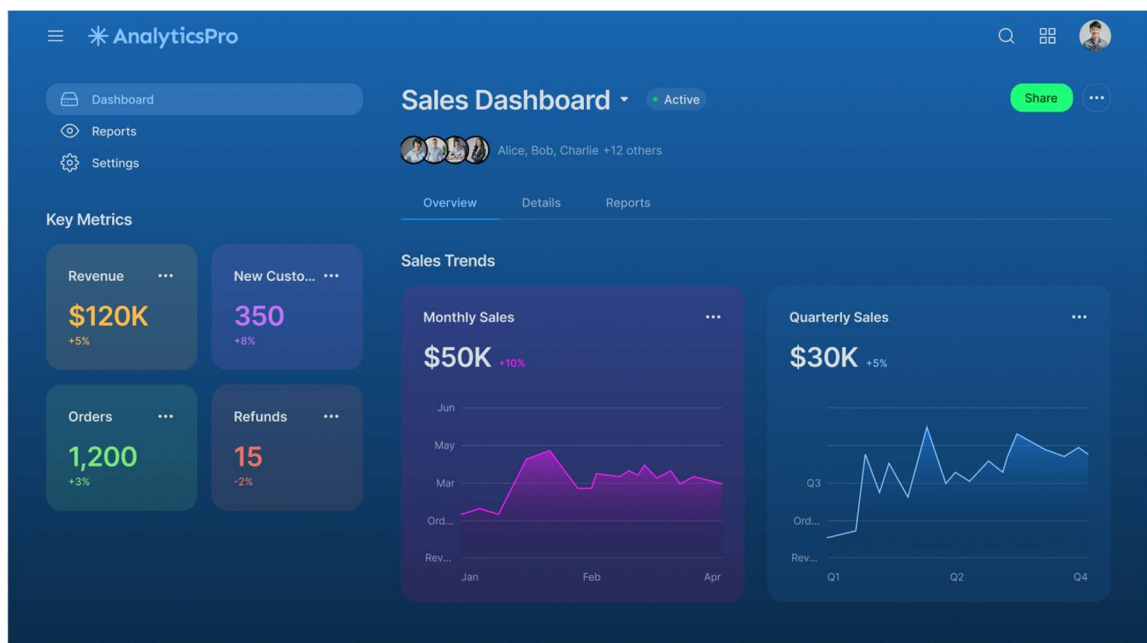 AnalyticsPro
Dashboard
Reports
Settings
Key Metrics
Revenue
$120K
+5%
New Custo...
350
+8%
Orders
1,200
+3%
Refunds
15
-2%
Sales Dashboard
Active
Share
Alice, Bob, Charlie +12 others
Overview
Details
Reports
Sales Trends
Monthly Sales
$50K +10%
Jun
May
Mar
Ord...
Rev...
Jan Feb Apr
Quarterly Sales
$30K +5%
Q3
Ord...
Rev...
Q1 Q2 Q4